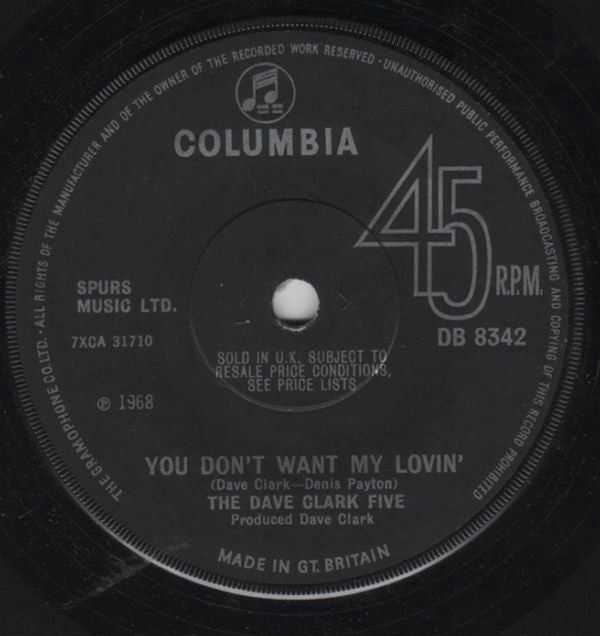 THE GRAMOPHONE CO. LTD. · ALL RIGHTS OF THE MANUFACTURER AND OF THE OWNER OF THE RECORDED WORK RESERVED · UNAUTHORISED PUBLIC PERFORMANCE BROADCASTING AND COPYING OF THIS RECORD PROHIBITED
COLUMBIA
45
R.P.M.
SPURS
MUSIC LTD.
7XCA 31710
DB 8342
SOLD IN U.K. SUBJECT TO
RESALE PRICE CONDITIONS,
SEE PRICE LISTS
℗ 1968
YOU DON'T WANT MY LOVIN'
(Dave Clark—Denis Payton)
THE DAVE CLARK FIVE
Produced Dave Clark
MADE IN GT. BRITAIN